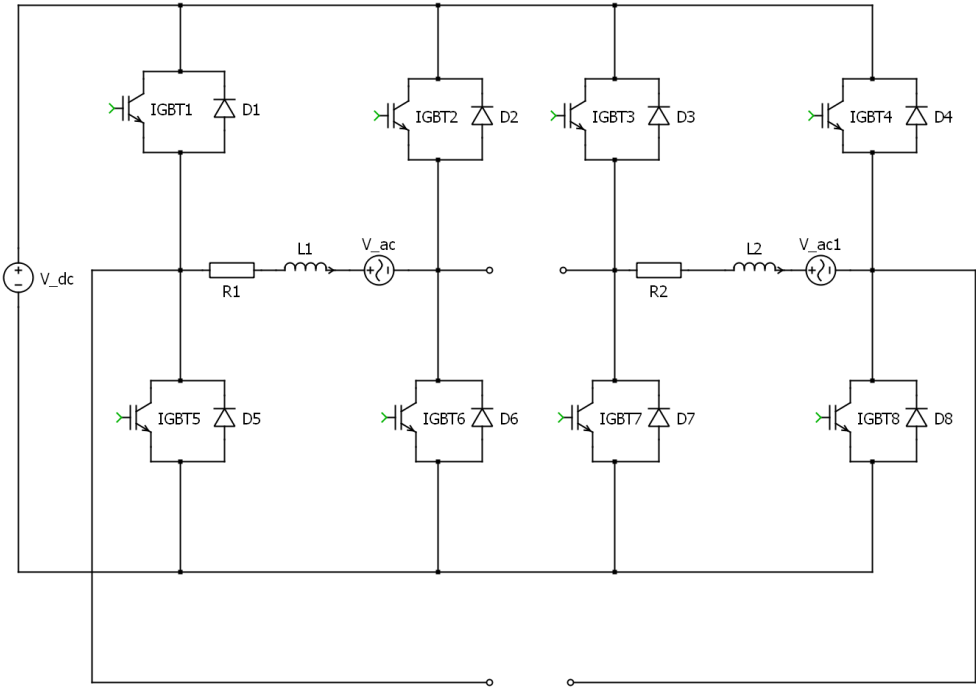 IGBT1 D1 IGBT2 D2 IGBT3 D3 IGBT4 D4
V_dc R1 L1 V_ac R2 L2 V_ac1
IGBT5 D5 IGBT6 D6 IGBT7 D7 IGBT8 D8